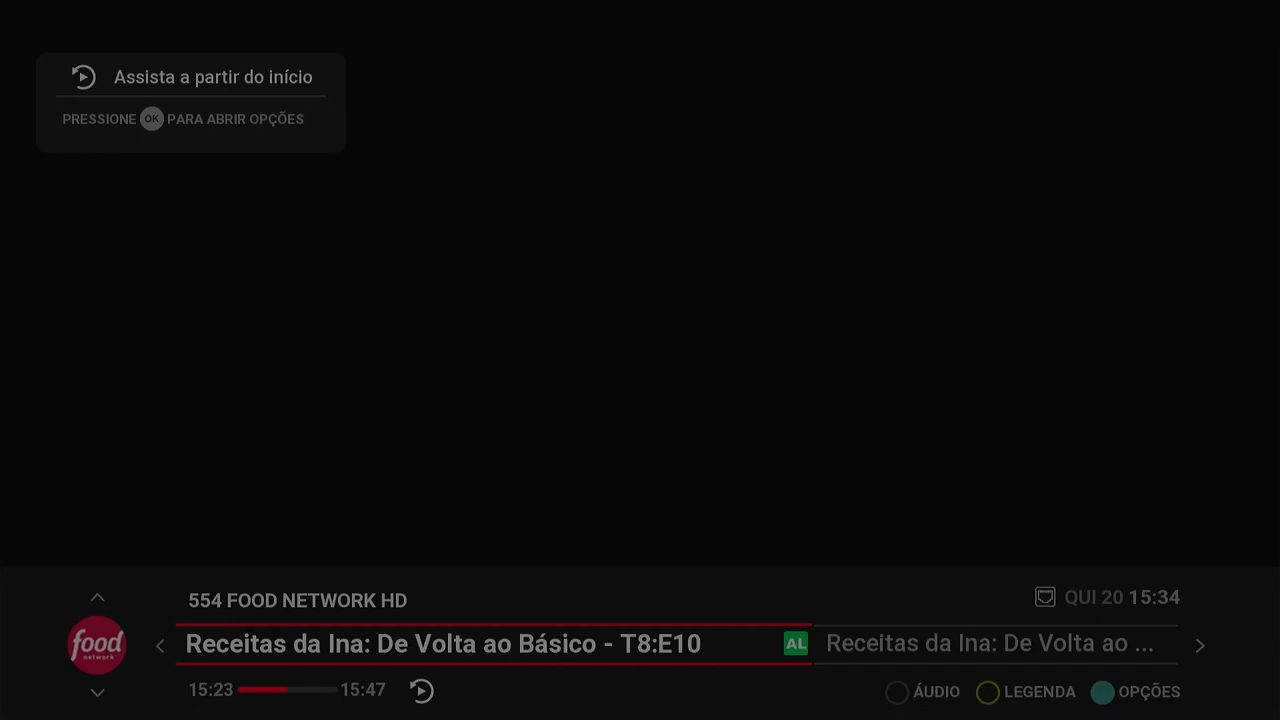 Assista a partir do início
PRESSIONE OK PARA ABRIR OPÇÕES
554 FOOD NETWORK HD
QUI 20 15:34
food
network
Receitas da Ina: De Volta ao Básico - T8:E10
AL
Receitas da Ina: De Volta ao ...
15:23
15:47
ÁUDIO
LEGENDA
OPÇÕES